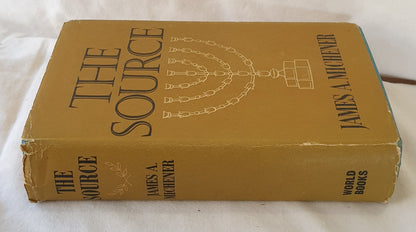 THE
SOURCE
JAMES A. MICHENER
THE
SOURCE
JAMES A.
MICHENER
WORLD
BOOKS